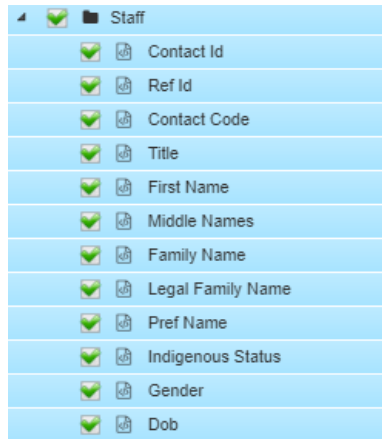 Staff
Contact Id
Ref Id
Contact Code
Title
First Name
Middle Names
Family Name
Legal Family Name
Pref Name
Indigenous Status
Gender
Dob